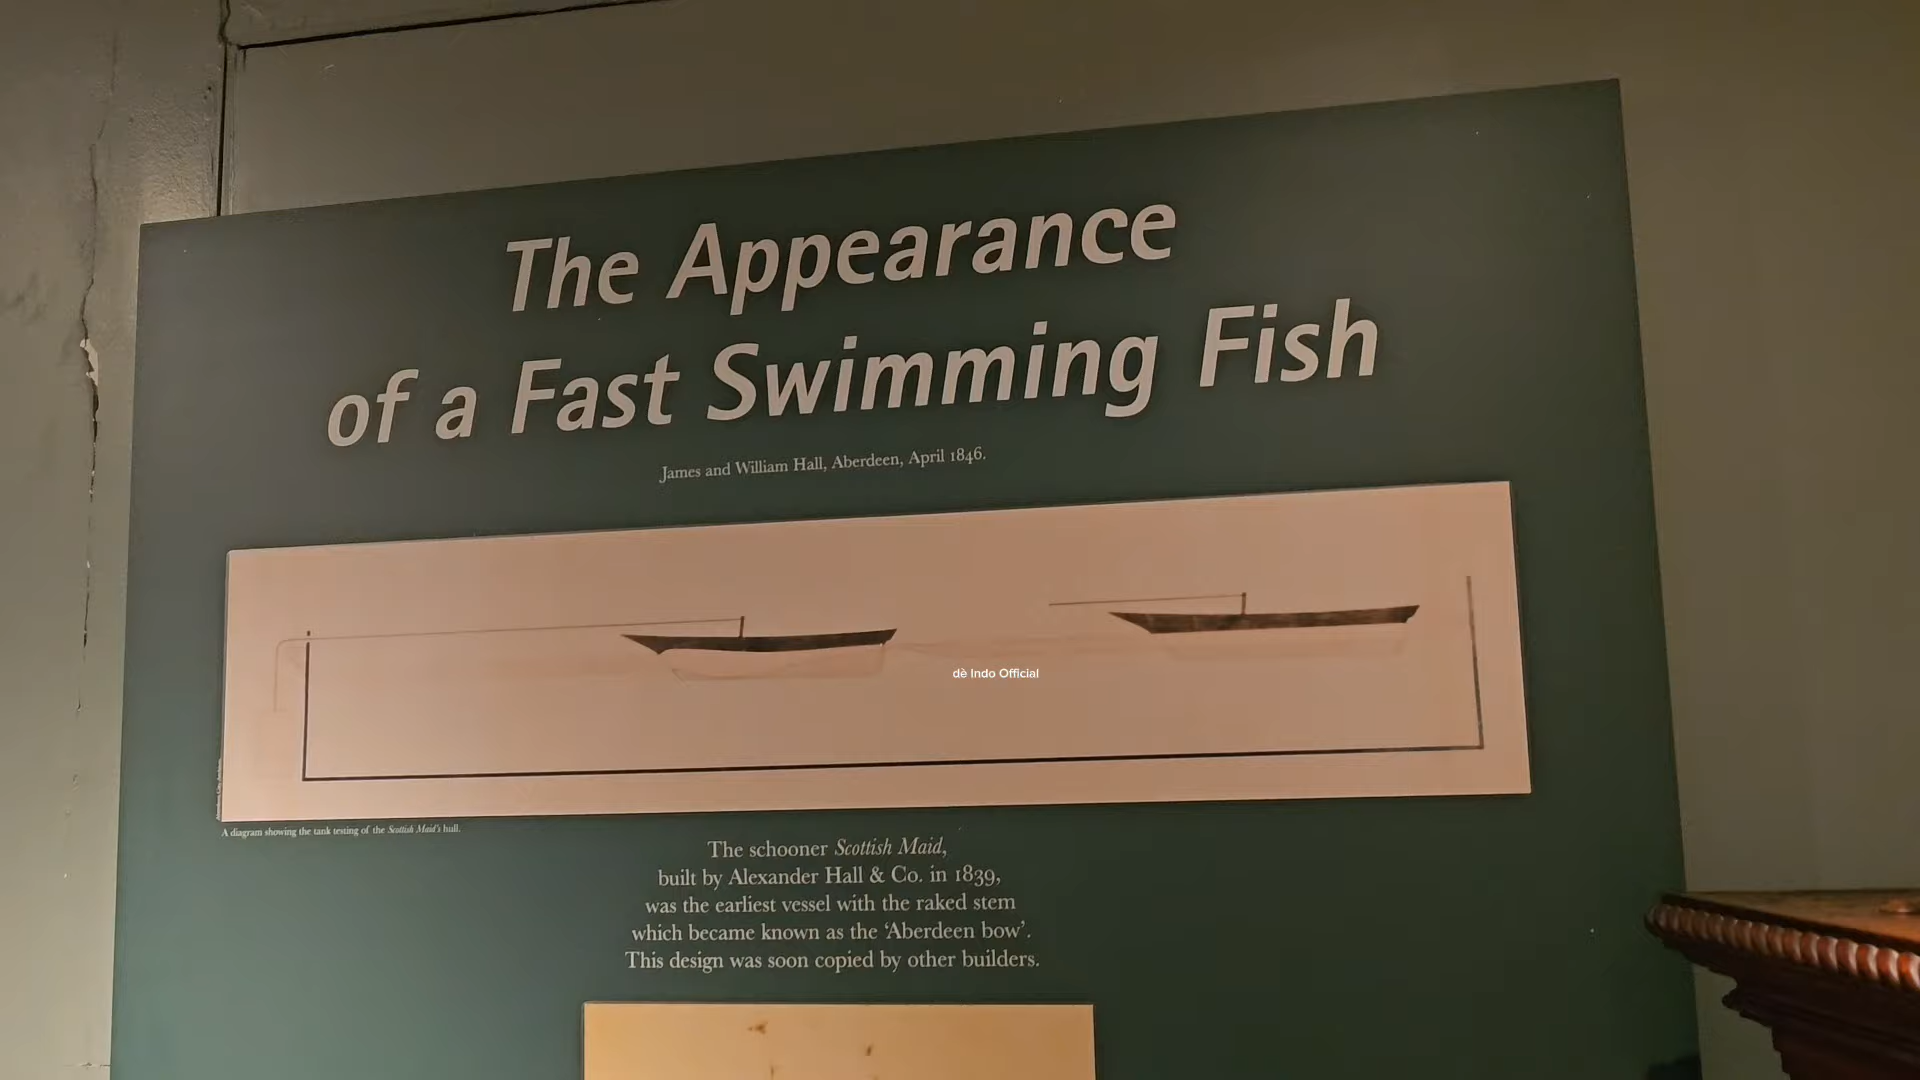 The Appearance
of a Fast Swimming Fish
James and William Hall, Aberdeen, April 1846.
dè Indo Official
A diagram showing the tank testing of the Scottish Maid's hull.
The schooner Scottish Maid,
built by Alexander Hall & Co. in 1839,
was the earliest vessel with the raked stem
which became known as the ‘Aberdeen bow’.
This design was soon copied by other builders.